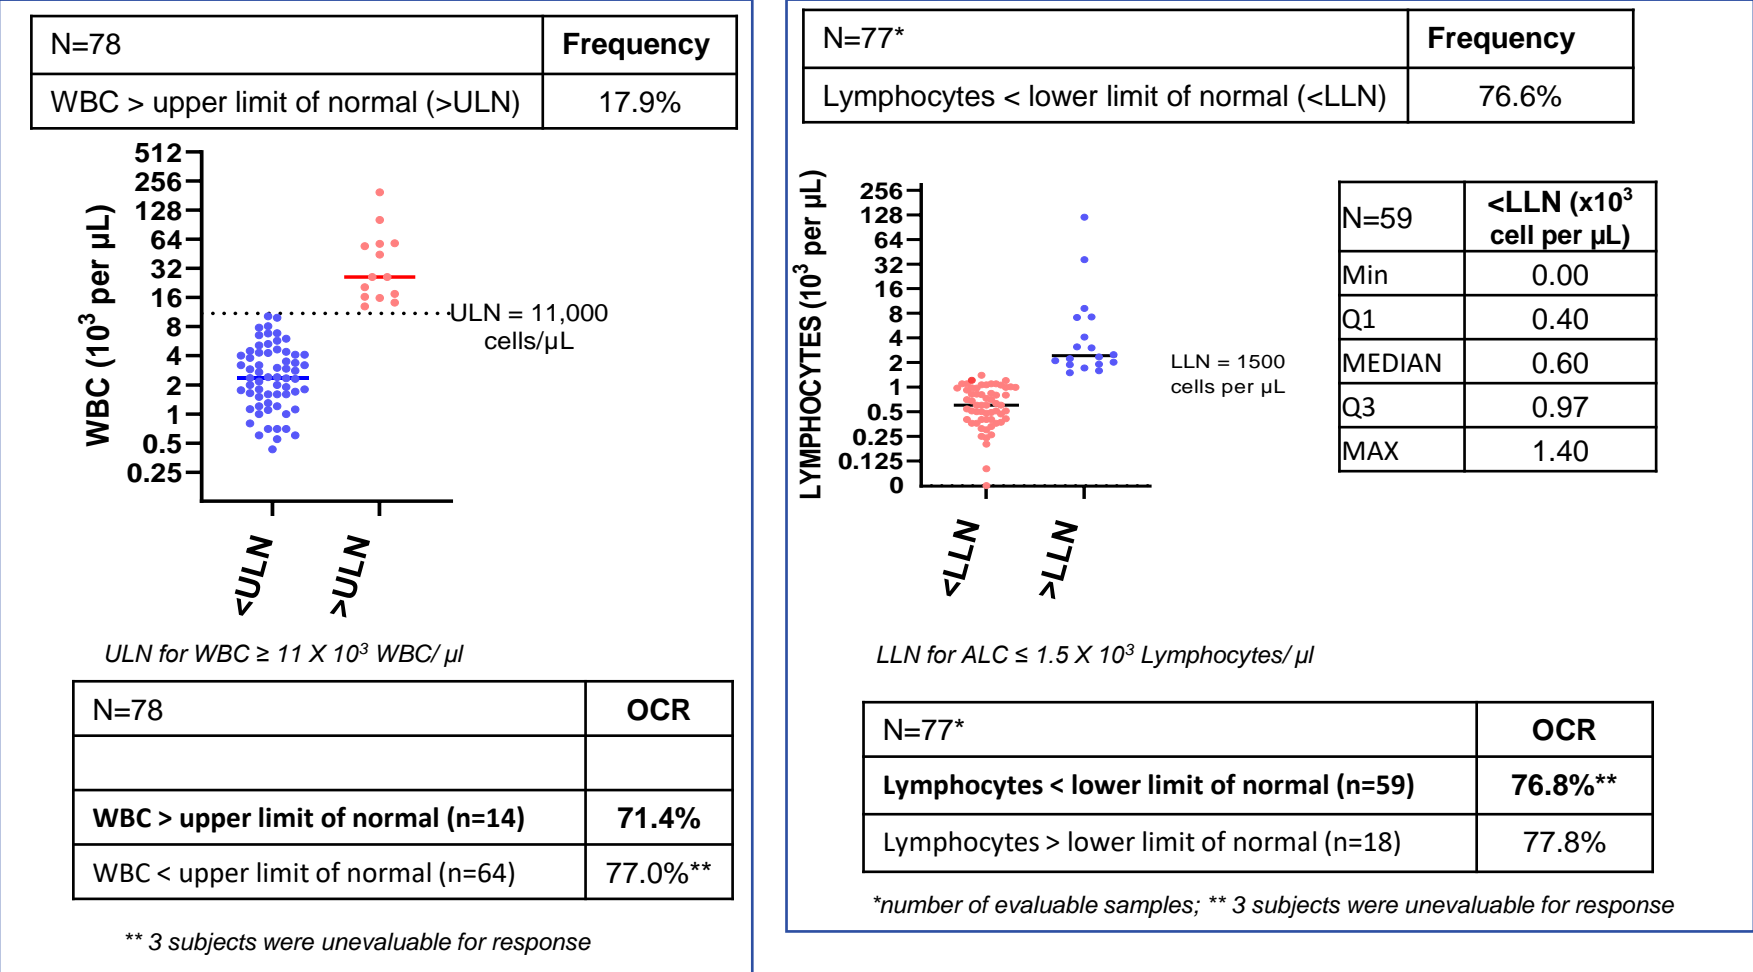 N=78 Frequency
WBC > upper limit of normal (>ULN) 17.9%
512
256
128
64
32
16
8
4
2
1
0.5
0.25
WBC (10³ per µL)
ULN = 11,000
cells/µL
<ULN
>ULN
ULN for WBC ≥ 11 X 10³ WBC/ µl
N=78 OCR
WBC > upper limit of normal (n=14) 71.4%
WBC < upper limit of normal (n=64) 77.0%**
** 3 subjects were unevaluable for response
N=77* Frequency
Lymphocytes < lower limit of normal (<LLN) 76.6%
256
128
64
32
16
8
4
2
1
0.5
0.25
0.125
0
LYMPHOCYTES (10³ per µL)
LLN = 1500
cells per µL
<LLN
>LLN
N=59 <LLN (x10³
cell per µL)
Min 0.00
Q1 0.40
MEDIAN 0.60
Q3 0.97
MAX 1.40
LLN for ALC ≤ 1.5 X 10³ Lymphocytes/ µl
N=77* OCR
Lymphocytes < lower limit of normal (n=59) 76.8%**
Lymphocytes > lower limit of normal (n=18) 77.8%
*number of evaluable samples; ** 3 subjects were unevaluable for response